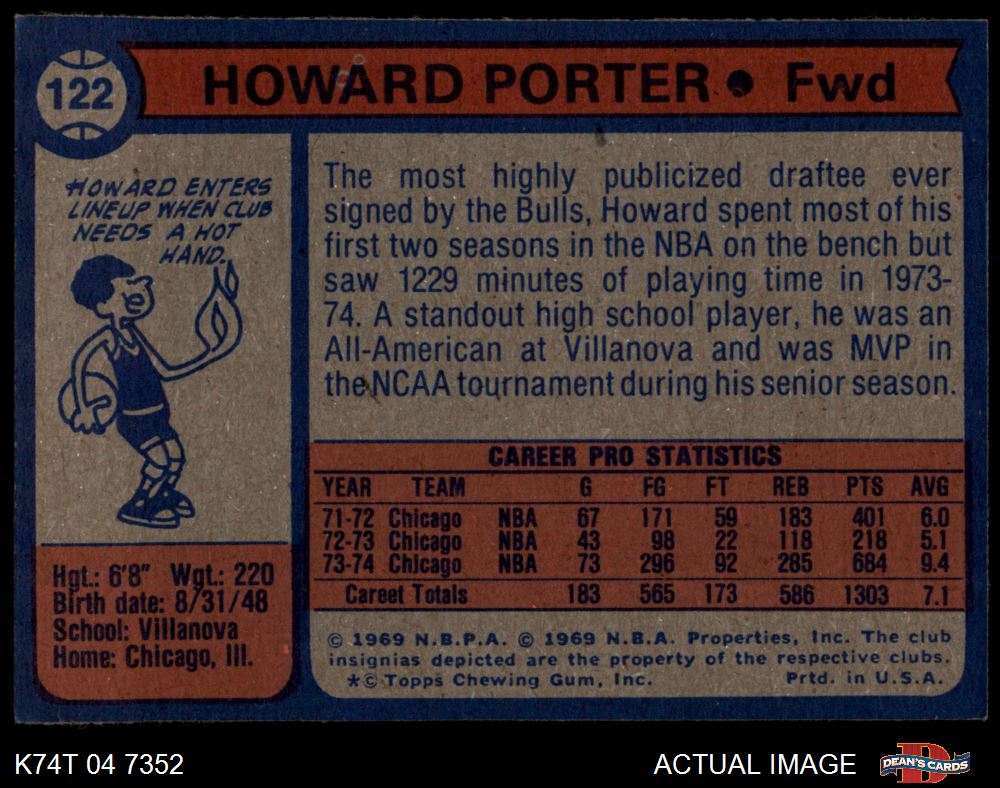 122
HOWARD PORTER • Fwd
HOWARD ENTERS
LINEUP WHEN CLUB
NEEDS A HOT
HAND.
The most highly publicized draftee ever
signed by the Bulls, Howard spent most of his
first two seasons in the NBA on the bench but
saw 1229 minutes of playing time in 1973-
74. A standout high school player, he was an
All-American at Villanova and was MVP in
the NCAA tournament during his senior season.
Hgt.: 6'8" Wgt.: 220
Birth date: 8/31/48
School: Villanova
Home: Chicago, Ill.
CAREER PRO STATISTICS
YEAR TEAM G FG FT REB PTS AVG
71-72 Chicago NBA 67 171 59 183 401 6.0
72-73 Chicago NBA 43 98 22 118 218 5.1
73-74 Chicago NBA 73 296 92 285 684 9.4
Careet Totals 183 565 173 586 1303 7.1
© 1969 N.B.P.A. © 1969 N.B.A. Properties, Inc. The club
insignias depicted are the property of the respective clubs.
*© Topps Chewing Gum, Inc. Prtd. in U.S.A.
K74T 04 7352 ACTUAL IMAGE
DEAN'S CARDS